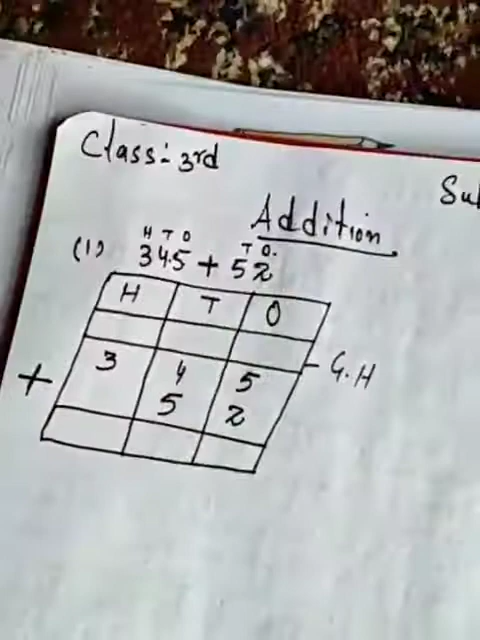 Class:- 3rd
Addition
H T O T O.
(1) 345 + 52
H T O
3 4 5
+ 5 2
G.H